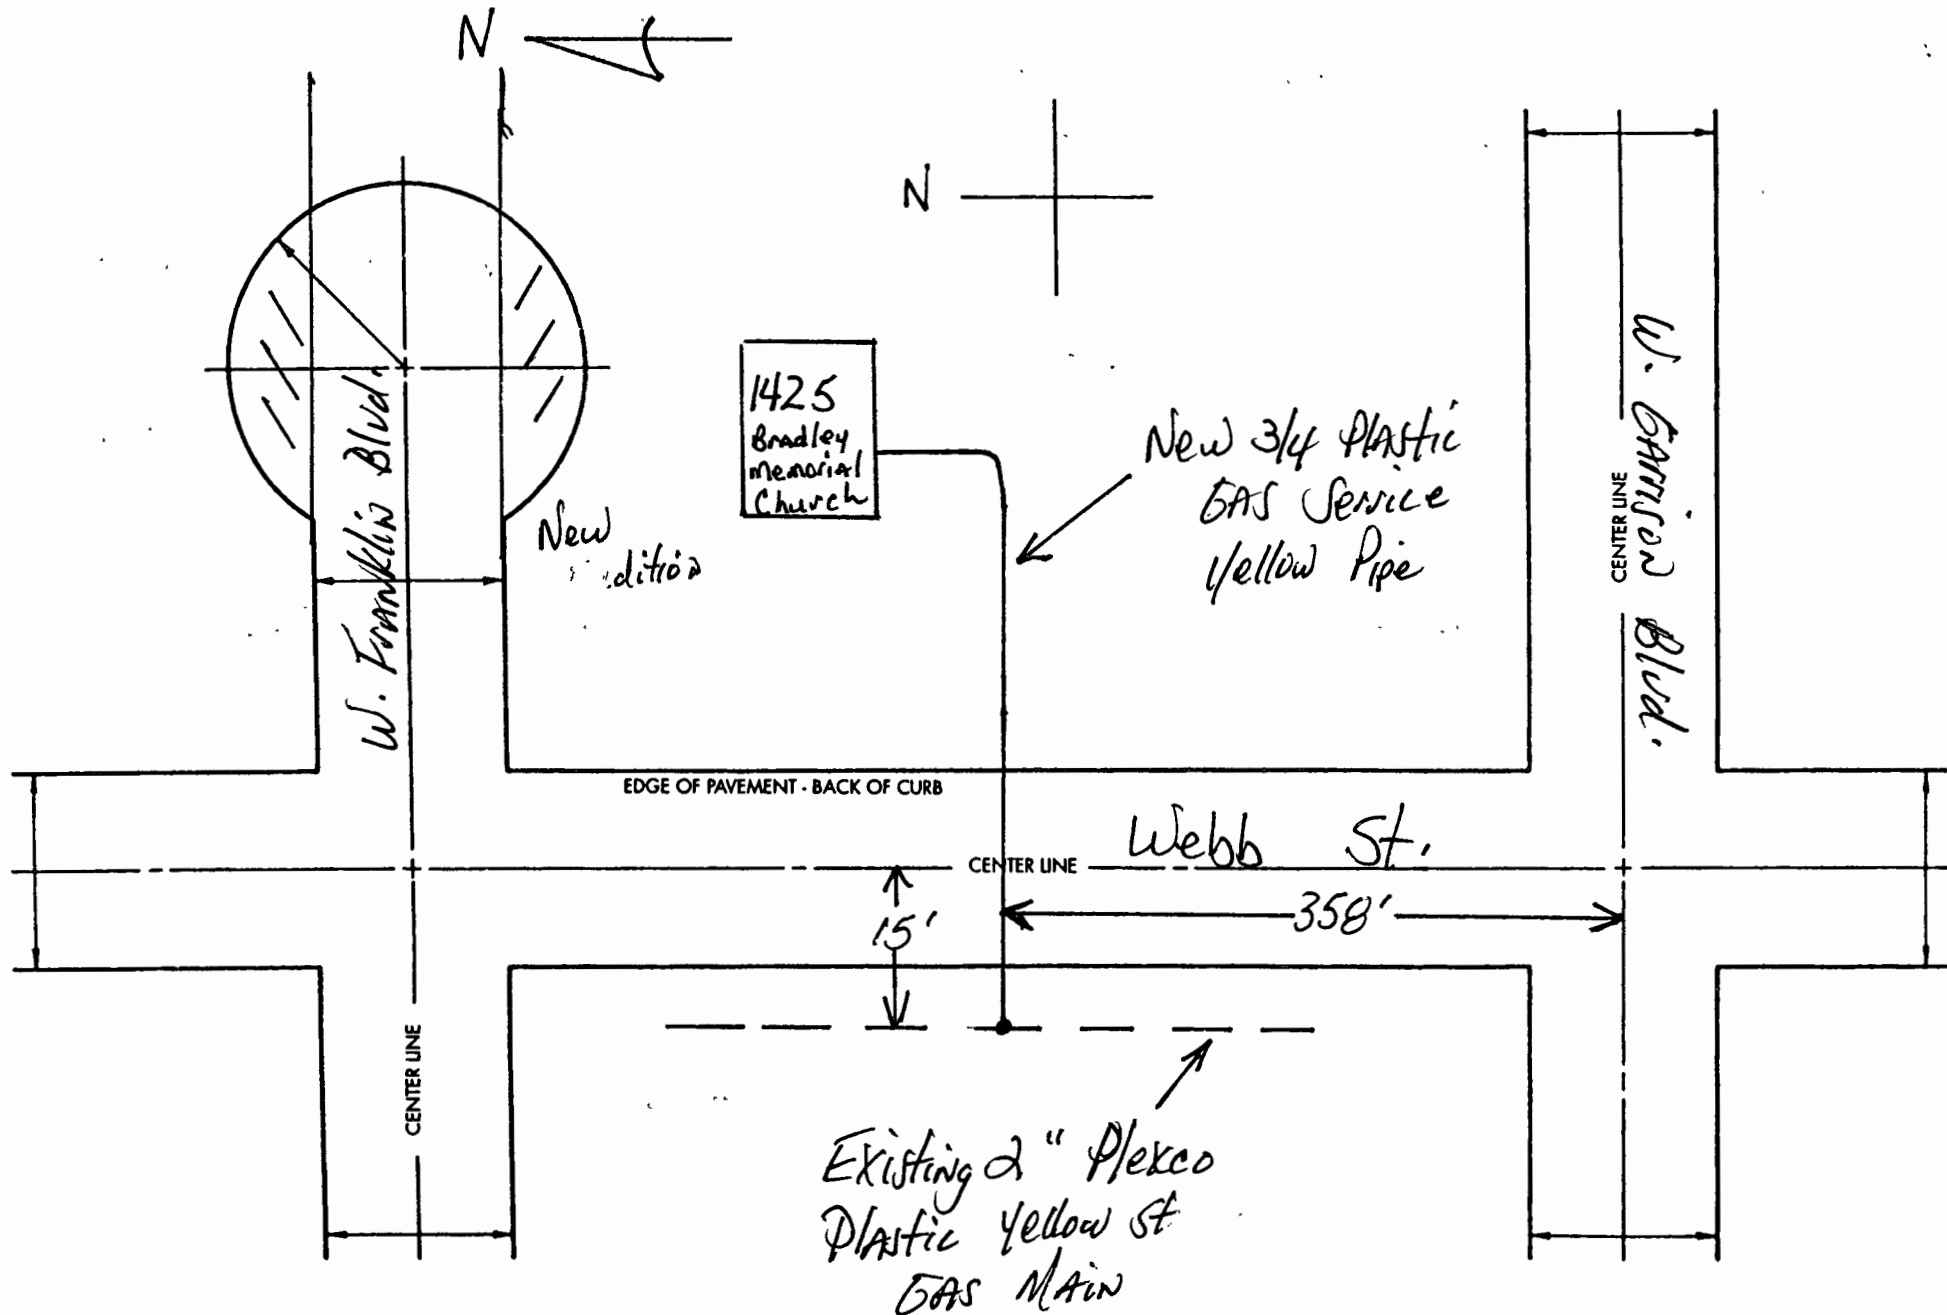 N
N
W. Franklin Blvd.
1425
Bradley
Memorial
Church
New
New 3/4 Plastic
GAS Service
Yellow Pipe
W. Garrison Blvd.
CENTER LINE
EDGE OF PAVEMENT - BACK OF CURB
Webb St.
CENTER LINE
15'
358'
CENTER LINE
Existing 2" Plexco
Plastic Yellow St
GAS MAIN